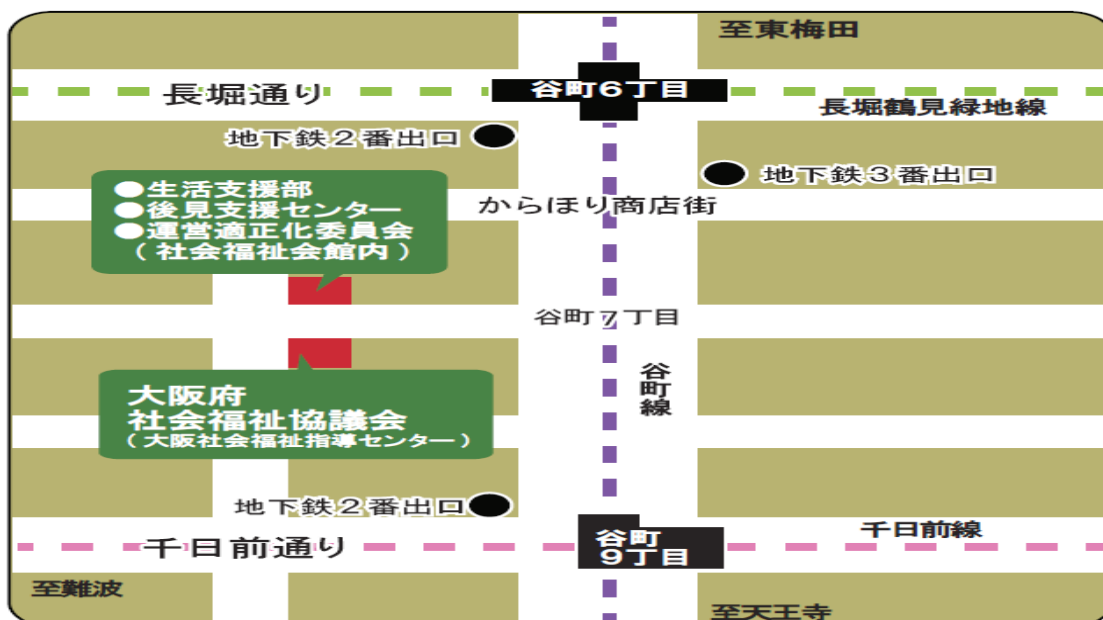 至東梅田
谷町6丁目
長堀通り
長堀鶴見緑地線
地下鉄2番出口
地下鉄3番出口
●生活支援部
●後見支援センター
●運営適正化委員会
(社会福祉会館内)
からほり商店街
谷町7丁目
谷町線
大阪府
社会福祉協議会
(大阪社会福祉指導センター)
地下鉄2番出口
千日前線
谷町
9丁目
千日前通り
至難波
至天王寺